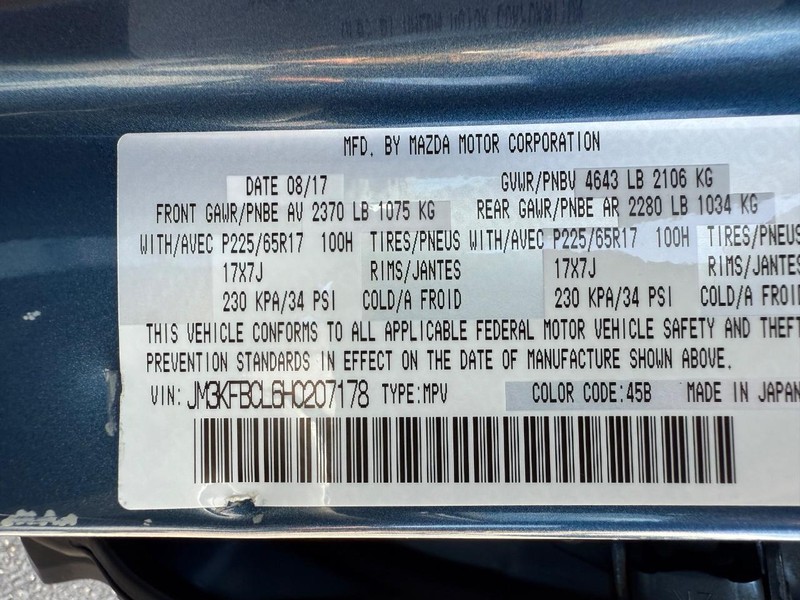 MFD. BY MAZDA MOTOR CORPORATION
DATE 08/17 GVWR/PNBV 4643 LB 2106 KG
FRONT GAWR/PNBE AV 2370 LB 1075 KG REAR GAWR/PNBE AR 2280 LB 1034 KG
WITH/AVEC P225/65R17 100H TIRES/PNEUS WITH/AVEC P225/65R17 100H TIRES/PNEUS
17X7J RIMS/JANTES 17X7J RIMS/JANTES
230 KPA/34 PSI COLD/A FROID 230 KPA/34 PSI COLD/A FROID
THIS VEHICLE CONFORMS TO ALL APPLICABLE FEDERAL MOTOR VEHICLE SAFETY AND THEFT
PREVENTION STANDARDS IN EFFECT ON THE DATE OF MANUFACTURE SHOWN ABOVE.
VIN: JM3KFBCL6H0207178 TYPE:MPV COLOR CODE:45B MADE IN JAPAN